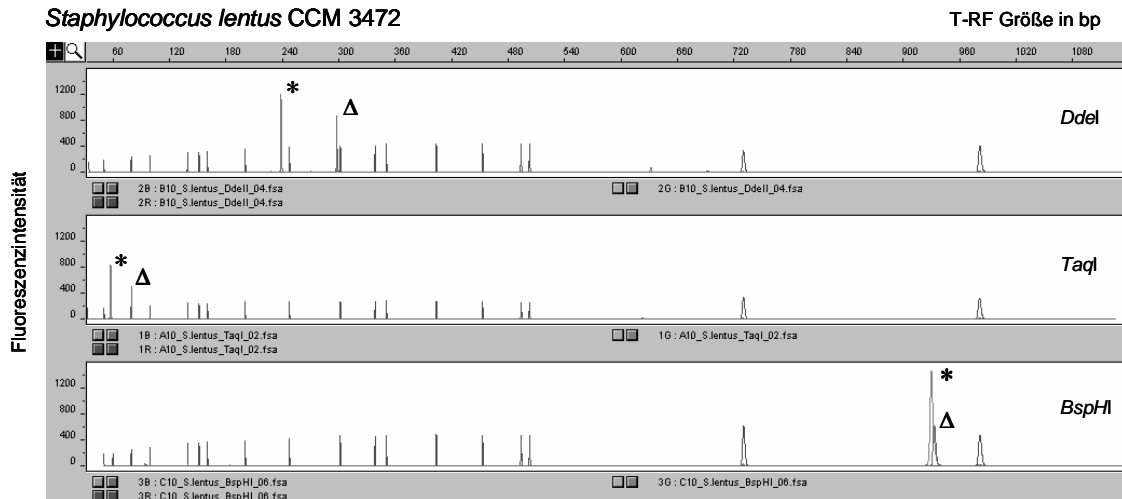 Staphylococcus lentus CCM 3472
T-RF Größe in bp
60 120 180 240 300 360 420 480 540 600 660 720 780 840 900 960 1020 1080
Fluoreszenzintensität
1200
800
400
0
* Δ
DdeI
2B : B10_S.lentus_DdeII_04.fsa
2G : B10_S.lentus_DdeII_04.fsa
2R : B10_S.lentus_DdeII_04.fsa
1200
800
400
0
* Δ
TaqI
1B : A10_S.lentus_TaqI_02.fsa
1G : A10_S.lentus_TaqI_02.fsa
1R : A10_S.lentus_TaqI_02.fsa
1200
800
400
0
* Δ
BspHI
3B : C10_S.lentus_BspHI_06.fsa
3G : C10_S.lentus_BspHI_06.fsa
3R : C10_S.lentus_BspHI_06.fsa